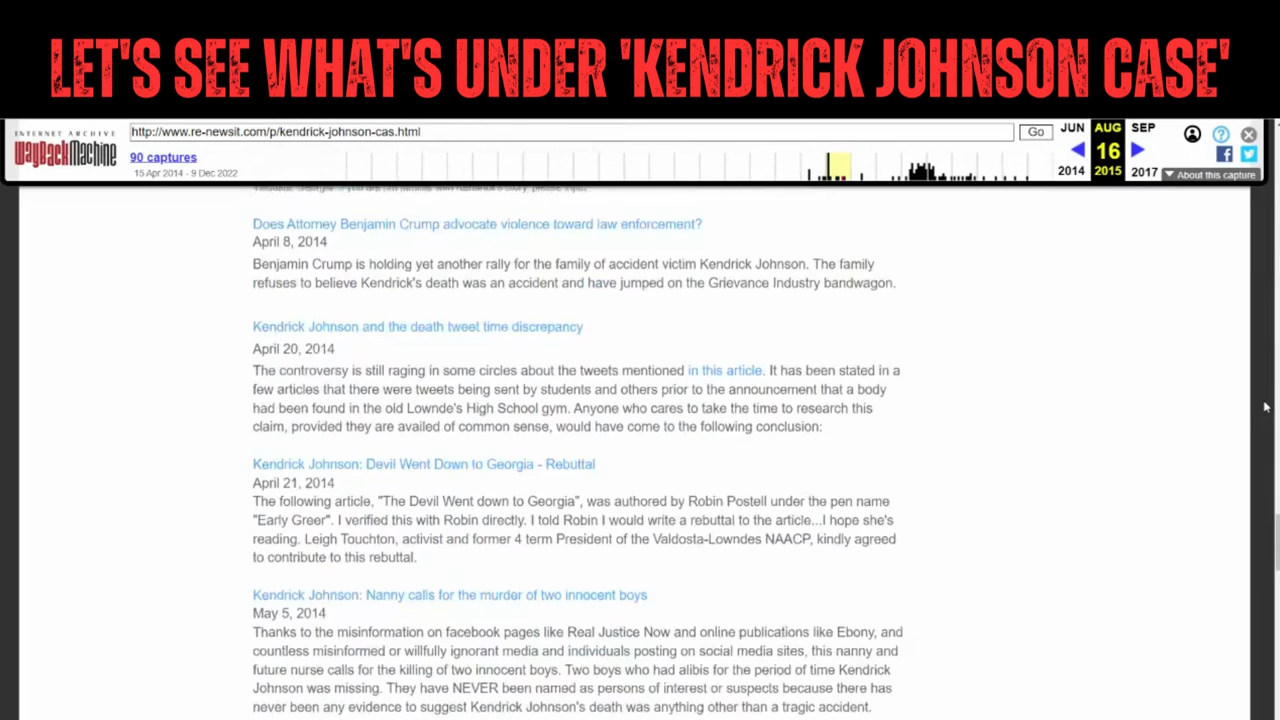 LET'S SEE WHAT'S UNDER 'KENDRICK JOHNSON CASE'
INTERNET ARCHIVE
WayBackMachine
http://www.re-newsit.com/p/kendrick-johnson-cas.html
Go
90 captures
15 Apr 2014 - 9 Dec 2022
JUN AUG SEP
16
2014 2015 2017
About this capture
Does Attorney Benjamin Crump advocate violence toward law enforcement?
April 8, 2014
Benjamin Crump is holding yet another rally for the family of accident victim Kendrick Johnson. The family
refuses to believe Kendrick's death was an accident and have jumped on the Grievance Industry bandwagon.
Kendrick Johnson and the death tweet time discrepancy
April 20, 2014
The controversy is still raging in some circles about the tweets mentioned in this article. It has been stated in a
few articles that there were tweets being sent by students and others prior to the announcement that a body
had been found in the old Lownde's High School gym. Anyone who cares to take the time to research this
claim, provided they are availed of common sense, would have come to the following conclusion:
Kendrick Johnson: Devil Went Down to Georgia - Rebuttal
April 21, 2014
The following article, "The Devil Went down to Georgia", was authored by Robin Postell under the pen name
"Early Greer". I verified this with Robin directly. I told Robin I would write a rebuttal to the article...I hope she's
reading. Leigh Touchton, activist and former 4 term President of the Valdosta-Lowndes NAACP, kindly agreed
to contribute to this rebuttal.
Kendrick Johnson: Nanny calls for the murder of two innocent boys
May 5, 2014
Thanks to the misinformation on facebook pages like Real Justice Now and online publications like Ebony, and
countless misinformed or willfully ignorant media and individuals posting on social media sites, this nanny and
future nurse calls for the killing of two innocent boys. Two boys who had alibis for the period of time Kendrick
Johnson was missing. They have NEVER been named as persons of interest or suspects because there has
never been any evidence to suggest Kendrick Johnson's death was anything other than a tragic accident.